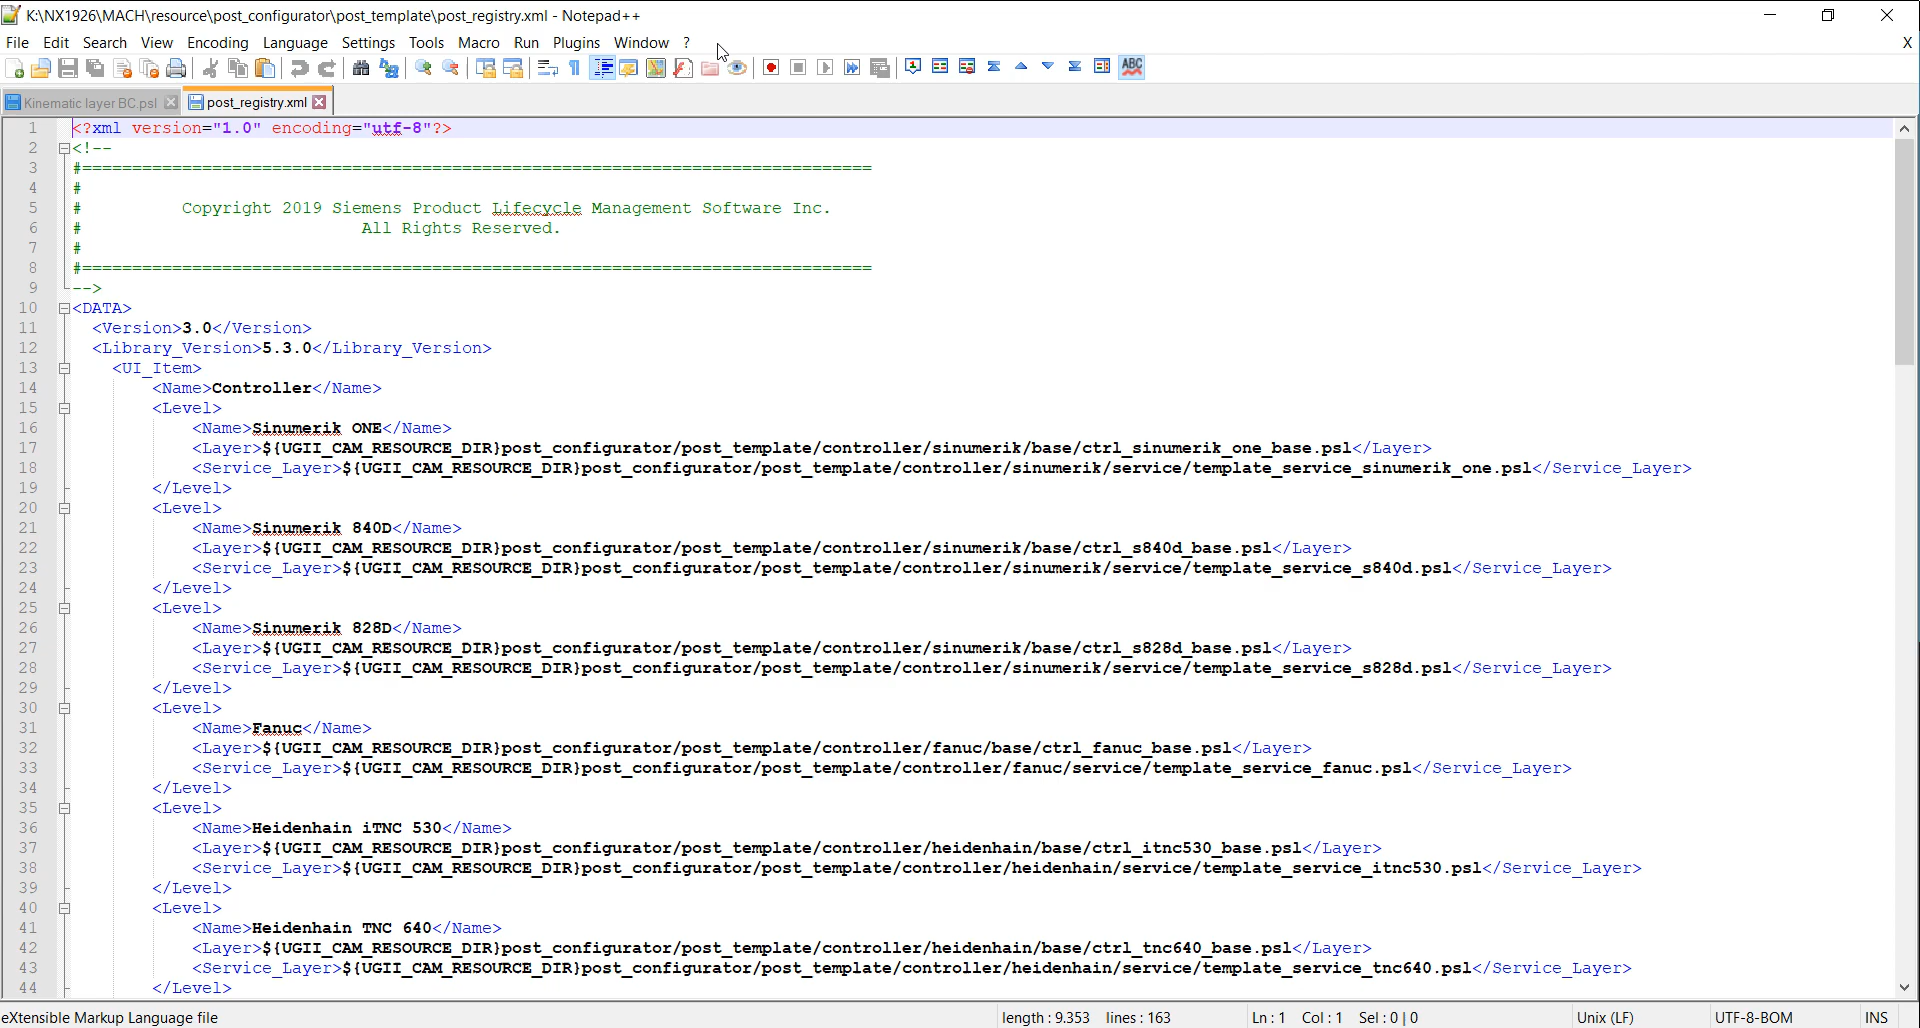 K:\NX1926\MACH\resource\post_configurator\post_template\post_registry.xml - Notepad++
File Edit Search View Encoding Language Settings Tools Macro Run Plugins Window ? X
Kinematic layer BC.psl post_registry.xml
1 <?xml version="1.0" encoding="utf-8"?>
2 <!--
3 #===============================================================================
4 #
5 # Copyright 2019 Siemens Product Lifecycle Management Software Inc.
6 # All Rights Reserved.
7 #
8 #===============================================================================
9 -->
10 <DATA>
11 <Version>3.0</Version>
12 <Library_Version>5.3.0</Library_Version>
13 <UI_Item>
14 <Name>Controller</Name>
15 <Level>
16 <Name>Sinumerik ONE</Name>
17 <Layer>${UGII_CAM_RESOURCE_DIR}post_configurator/post_template/controller/sinumerik/base/ctrl_sinumerik_one_base.psl</Layer>
18 <Service_Layer>${UGII_CAM_RESOURCE_DIR}post_configurator/post_template/controller/sinumerik/service/template_service_sinumerik_one.psl</Service_Layer>
19 </Level>
20 <Level>
21 <Name>Sinumerik 840D</Name>
22 <Layer>${UGII_CAM_RESOURCE_DIR}post_configurator/post_template/controller/sinumerik/base/ctrl_s840d_base.psl</Layer>
23 <Service_Layer>${UGII_CAM_RESOURCE_DIR}post_configurator/post_template/controller/sinumerik/service/template_service_s840d.psl</Service_Layer>
24 </Level>
25 <Level>
26 <Name>Sinumerik 828D</Name>
27 <Layer>${UGII_CAM_RESOURCE_DIR}post_configurator/post_template/controller/sinumerik/base/ctrl_s828d_base.psl</Layer>
28 <Service_Layer>${UGII_CAM_RESOURCE_DIR}post_configurator/post_template/controller/sinumerik/service/template_service_s828d.psl</Service_Layer>
29 </Level>
30 <Level>
31 <Name>Fanuc</Name>
32 <Layer>${UGII_CAM_RESOURCE_DIR}post_configurator/post_template/controller/fanuc/base/ctrl_fanuc_base.psl</Layer>
33 <Service_Layer>${UGII_CAM_RESOURCE_DIR}post_configurator/post_template/controller/fanuc/service/template_service_fanuc.psl</Service_Layer>
34 </Level>
35 <Level>
36 <Name>Heidenhain iTNC 530</Name>
37 <Layer>${UGII_CAM_RESOURCE_DIR}post_configurator/post_template/controller/heidenhain/base/ctrl_itnc530_base.psl</Layer>
38 <Service_Layer>${UGII_CAM_RESOURCE_DIR}post_configurator/post_template/controller/heidenhain/service/template_service_itnc530.psl</Service_Layer>
39 </Level>
40 <Level>
41 <Name>Heidenhain TNC 640</Name>
42 <Layer>${UGII_CAM_RESOURCE_DIR}post_configurator/post_template/controller/heidenhain/base/ctrl_tnc640_base.psl</Layer>
43 <Service_Layer>${UGII_CAM_RESOURCE_DIR}post_configurator/post_template/controller/heidenhain/service/template_service_tnc640.psl</Service_Layer>
44 </Level>
eXtensible Markup Language file length : 9.353 lines : 163 Ln : 1 Col : 1 Sel : 0 | 0 Unix (LF) UTF-8-BOM INS